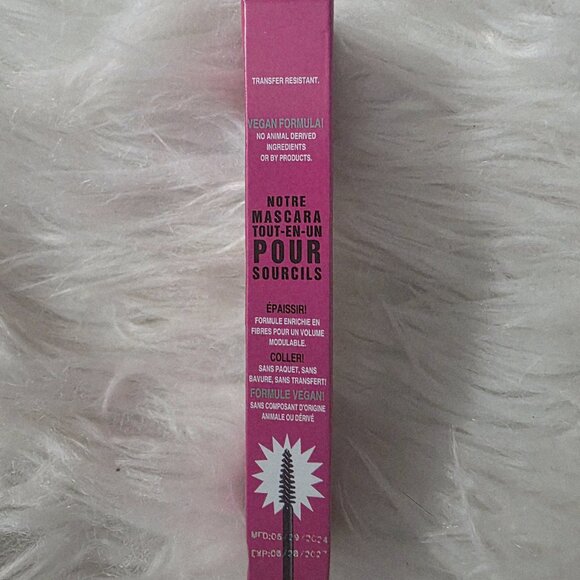 TRANSFER RESISTANT.
VEGAN FORMULA!
NO ANIMAL DERIVED
INGREDIENTS
OR BY PRODUCTS.
NOTRE
MASCARA
TOUT-EN-UN
POUR
SOURCILS
ÉPAISSIR!
FORMULE ENRICHIE EN
FIBRES POUR UN VOLUME
MODULABLE.
COLLER!
SANS PAQUET, SANS
BAVURE, SANS TRANSFERT!
FORMULE VEGAN!
SANS COMPOSANT D'ORIGINE
ANIMALE OU DÉRIVÉ